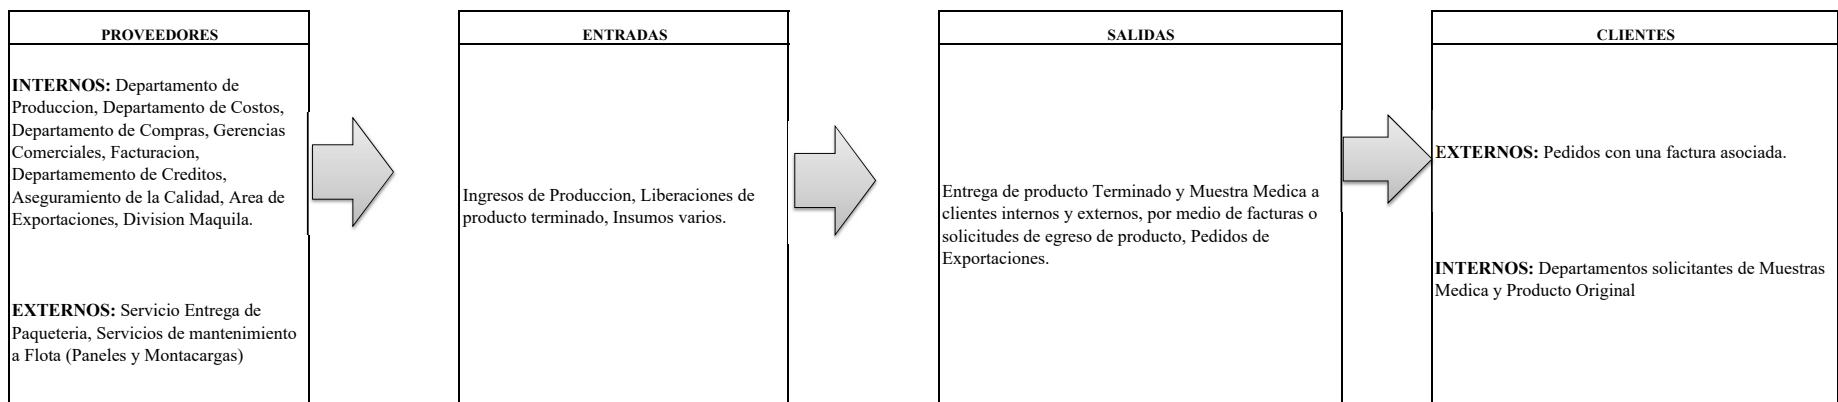 PROVEEDORES
INTERNOS: Departamento de
Produccion, Departamento de Costos,
Departamento de Compras, Gerencias
Comerciales, Facturacion,
Departamemento de Creditos,
Aseguramiento de la Calidad, Area de
Exportaciones, Division Maquila.
EXTERNOS: Servicio Entrega de
Paqueteria, Servicios de mantenimiento
a Flota (Paneles y Montacargas)
ENTRADAS
Ingresos de Produccion, Liberaciones de
producto terminado, Insumos varios.
SALIDAS
Entrega de producto Terminado y Muestra Medica a
clientes internos y externos, por medio de facturas o
solicitudes de egreso de producto, Pedidos de
Exportaciones.
CLIENTES
EXTERNOS: Pedidos con una factura asociada.
INTERNOS: Departamentos solicitantes de Muestras
Medica y Producto Original